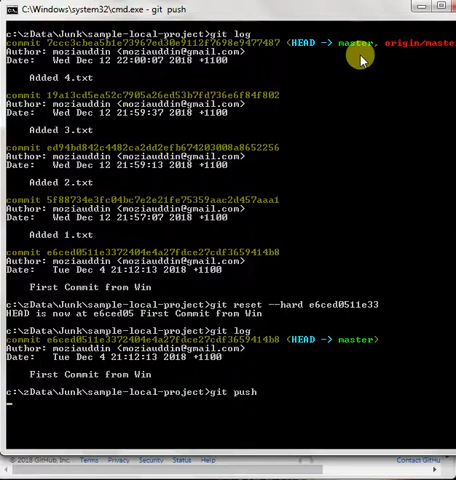 C:\Windows\system32\cmd.exe - git push
c:\zData\Junk\sample-local-project>git log
commit 7ccc3cbea5b1e73967ed30e9112f7698e9477487 (HEAD -> master, origin/maste
Author: moziauddin <moziauddin@gmail.com>
Date:   Wed Dec 12 22:00:07 2018 +1100
Added 4.txt
commit 19a13cd5ea52c7905a26ed53b7fd736e6f84f802
Author: moziauddin <moziauddin@gmail.com>
Date:   Wed Dec 12 21:59:37 2018 +1100
Added 3.txt
commit ed94bd842c4482ca2dd2efb674203008a8652256
Author: moziauddin <moziauddin@gmail.com>
Date:   Wed Dec 12 21:58:07 2018 +1100
Added 2.txt
commit 5f88734e3fc04bc7e2e21fe75359aac2d457aaa1
Author: moziauddin <moziauddin@gmail.com>
Date:   Wed Dec 12 21:57:07 2018 +1100
Added 1.txt
commit e6ced0511e3372404e4a27fdce27cdf3659414b8
Author: moziauddin <moziauddin@gmail.com>
Date:   Tue Dec 4 21:12:13 2018 +1100
First Commit from Win
c:\zData\Junk\sample-local-project>git reset --hard e6ced0511e33
HEAD is now at e6ced05 First Commit from Win
c:\zData\Junk\sample-local-project>git log
commit e6ced0511e3372404e4a27fdce27cdf3659414b8 (HEAD -> master)
Author: moziauddin <moziauddin@gmail.com>
Date:   Tue Dec 4 21:12:13 2018 +1100
First Commit from Win
c:\zData\Junk\sample-local-project>git push
© 2018 GitHub, Inc. Terms Privacy Security Status Help Contact GitHub